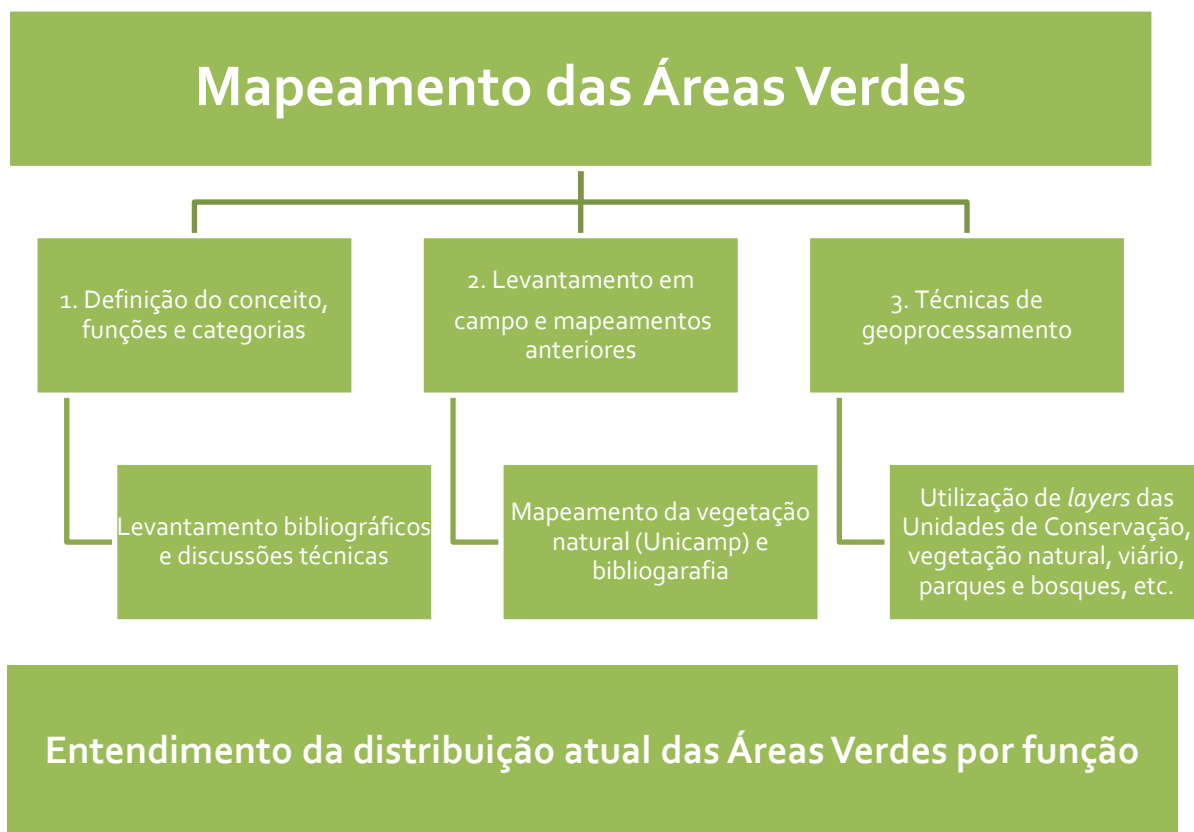 Mapeamento das Áreas Verdes
1. Definição do conceito,
funções e categorias
2. Levantamento em
campo e mapeamentos
anteriores
3. Técnicas de
geoprocessamento
Levantamento bibliográficos
e discussões técnicas
Mapeamento da vegetação
natural (Unicamp) e
bibliogarafia
Utilização de layers das
Unidades de Conservação,
vegetação natural, viário,
parques e bosques, etc.
Entendimento da distribuição atual das Áreas Verdes por função